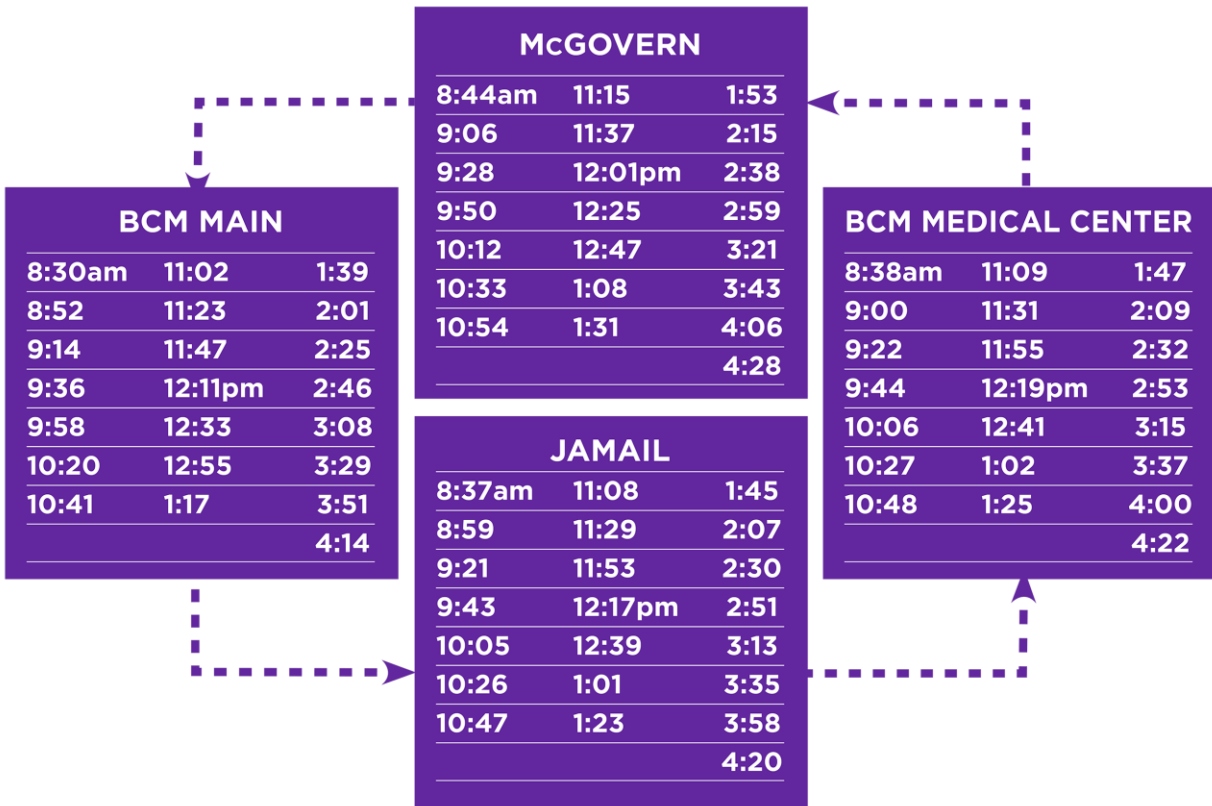 McGOVERN
8:44am 11:15 1:53
9:06 11:37 2:15
9:28 12:01pm 2:38
9:50 12:25 2:59
10:12 12:47 3:21
10:33 1:08 3:43
10:54 1:31 4:06
4:28
BCM MAIN
8:30am 11:02 1:39
8:52 11:23 2:01
9:14 11:47 2:25
9:36 12:11pm 2:46
9:58 12:33 3:08
10:20 12:55 3:29
10:41 1:17 3:51
4:14
BCM MEDICAL CENTER
8:38am 11:09 1:47
9:00 11:31 2:09
9:22 11:55 2:32
9:44 12:19pm 2:53
10:06 12:41 3:15
10:27 1:02 3:37
10:48 1:25 4:00
4:22
JAMAIL
8:37am 11:08 1:45
8:59 11:29 2:07
9:21 11:53 2:30
9:43 12:17pm 2:51
10:05 12:39 3:13
10:26 1:01 3:35
10:47 1:23 3:58
4:20